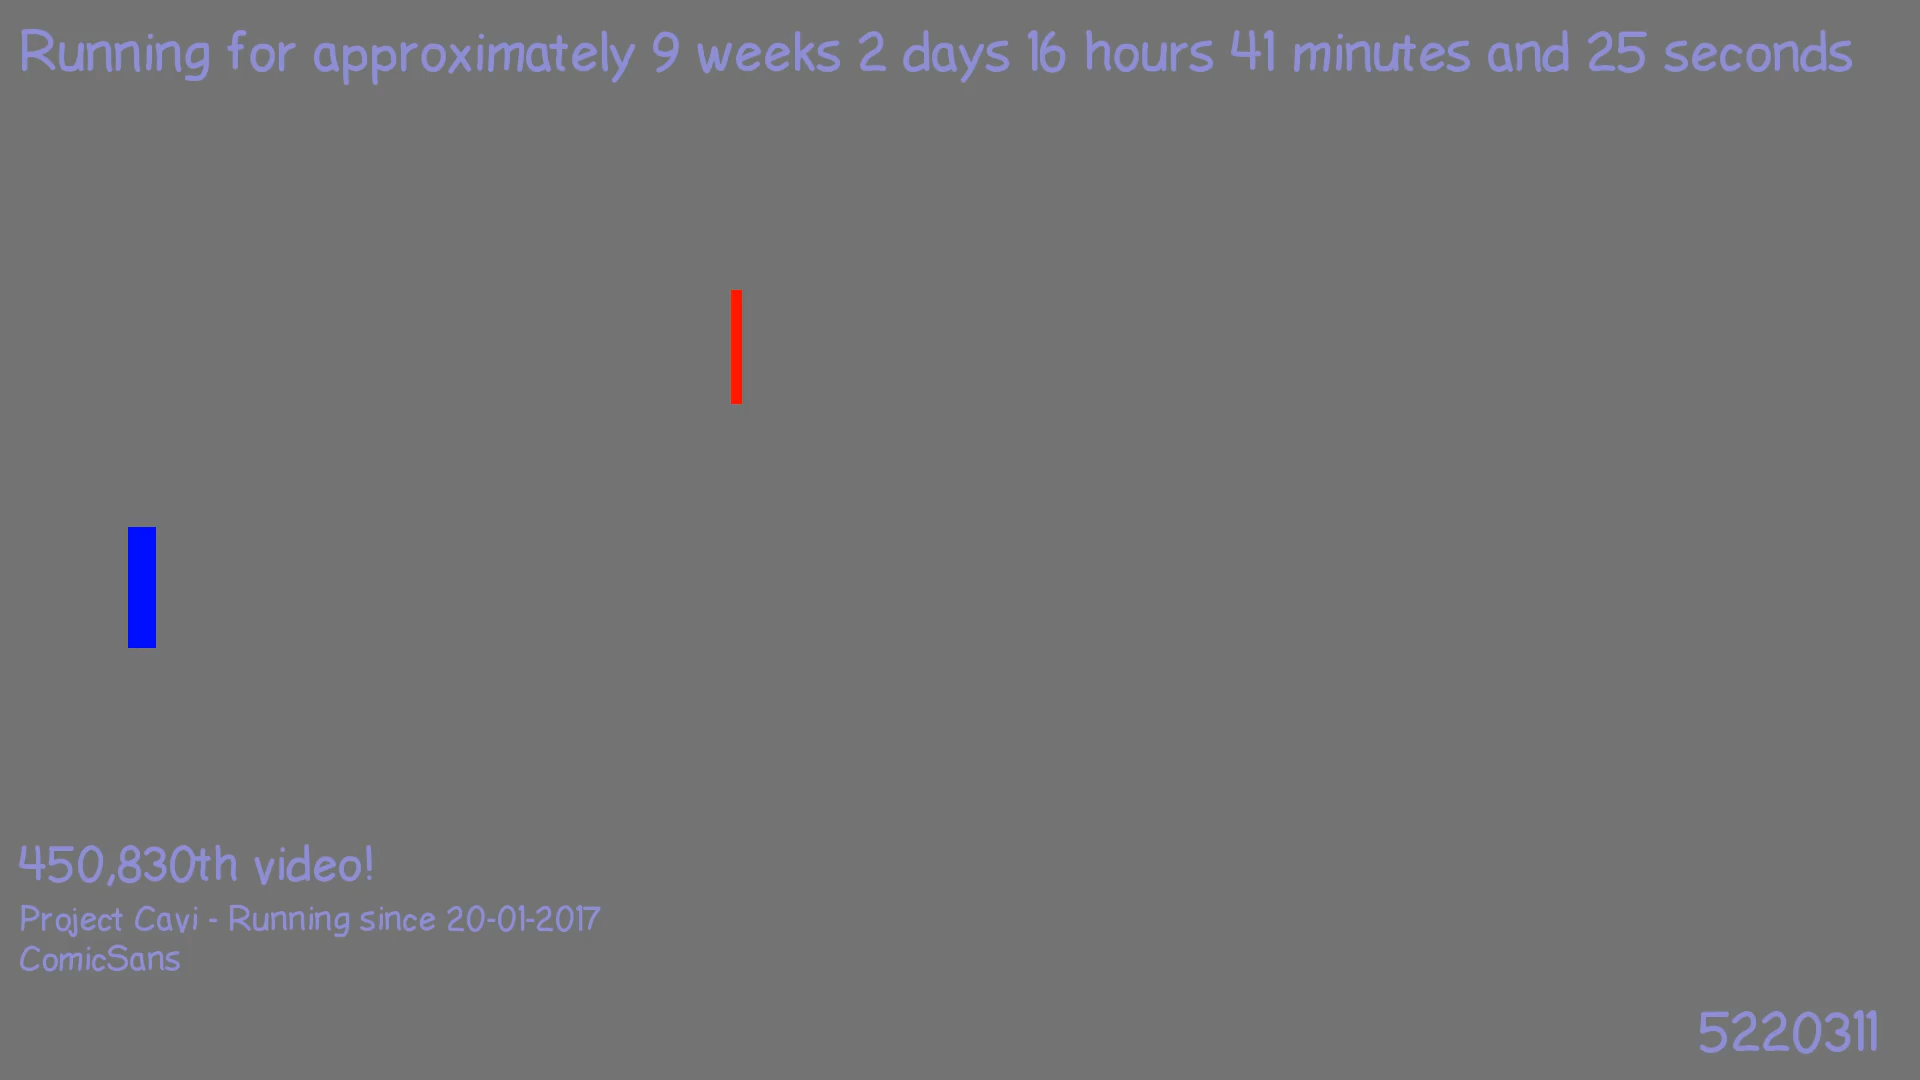 Running for approximately 9 weeks 2 days 16 hours 41 minutes and 25 seconds
450,830th video!
Project Cavi - Running since 20-01-2017
ComicSans
5220311